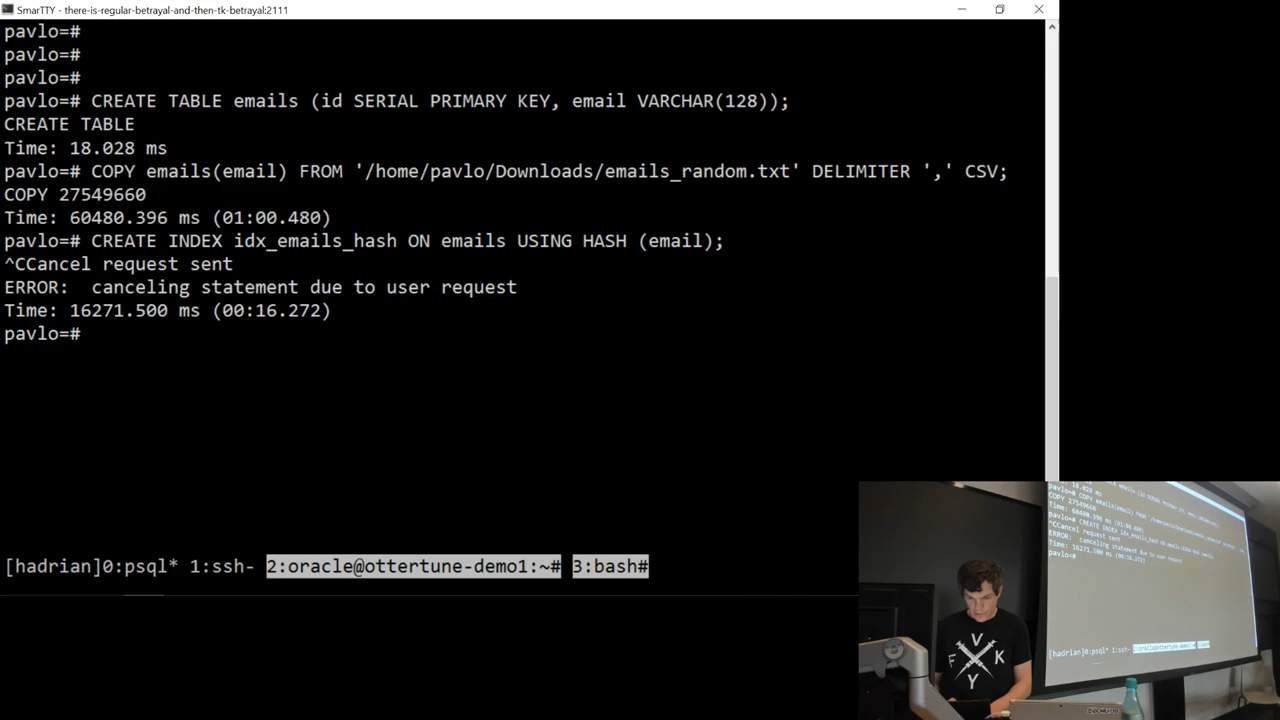 SmarTTY - there-is-regular-betrayal-and-then-tk-betrayal:2111
pavlo=#
pavlo=#
pavlo=#
pavlo=# CREATE TABLE emails (id SERIAL PRIMARY KEY, email VARCHAR(128));
CREATE TABLE
Time: 18.028 ms
pavlo=# COPY emails(email) FROM '/home/pavlo/Downloads/emails_random.txt' DELIMITER ',' CSV;
COPY 27549660
Time: 60480.396 ms (01:00.480)
pavlo=# CREATE INDEX idx_emails_hash ON emails USING HASH (email);
^CCancel request sent
ERROR:  canceling statement due to user request
Time: 16271.500 ms (00:16.272)
pavlo=#
[hadrian]0:psql* 1:ssh- 2:oracle@ottertune-demo1:~# 3:bash#
V
F K
Y